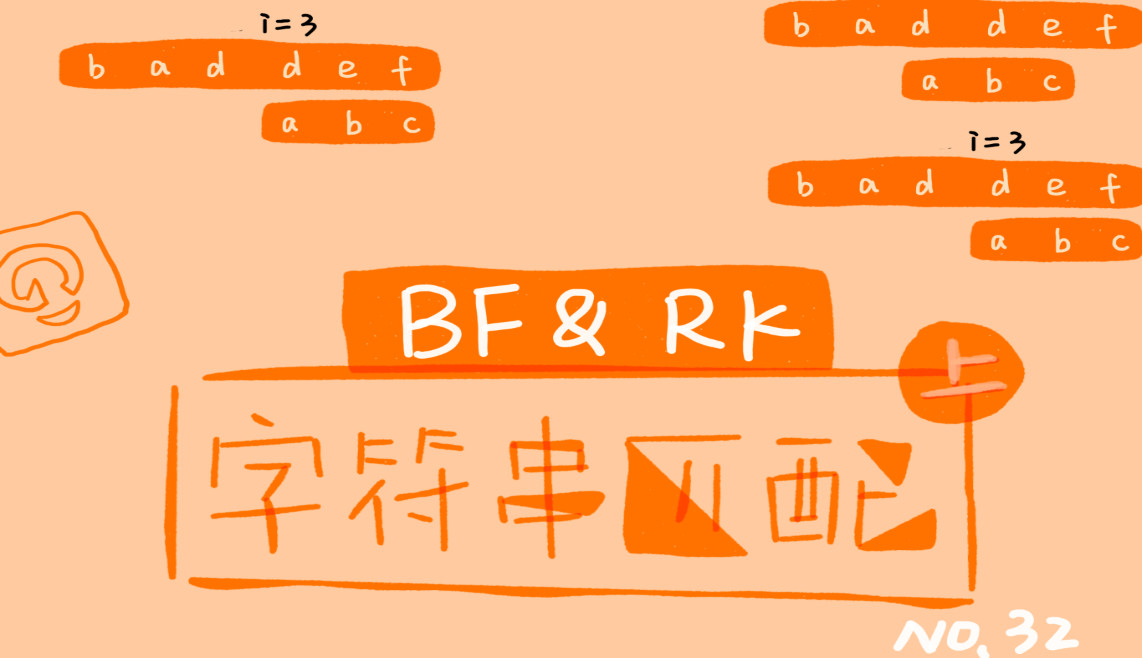 i=3
b a d d e f
a b c
b a d d e f
a b c
i=3
b a d d e f
a b c
BF & RK
上
字符串匹配
NO.32